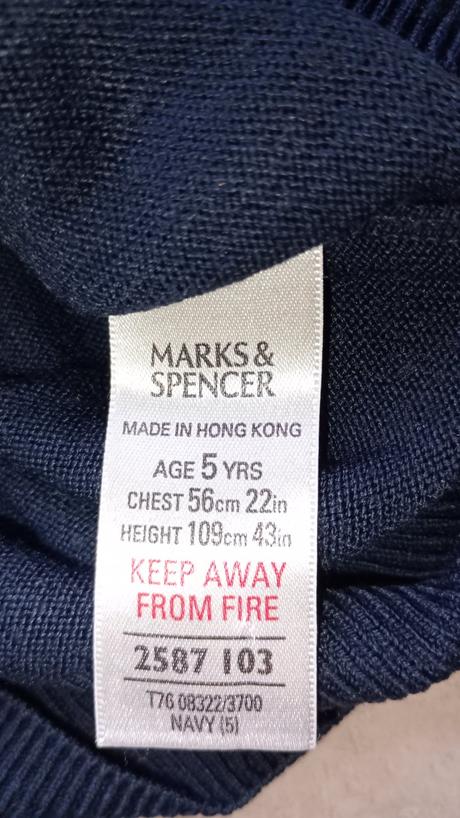 MARKS &
SPENCER
MADE IN HONG KONG
AGE 5 YRS
CHEST 56cm 22in
HEIGHT 109cm 43in
KEEP AWAY
FROM FIRE
2587 103
T76 08322/3700
NAVY (5)